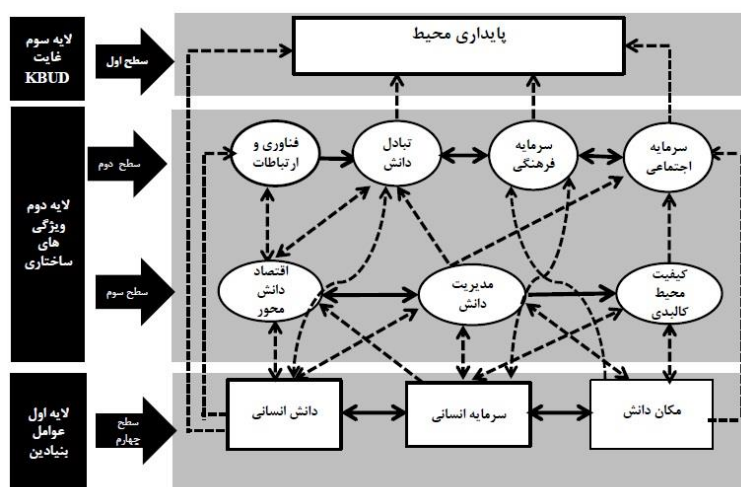 لایه سوم
غایت
KBUD
سطح اول
پایداری محیط
لایه دوم
ویژگی
های
ساختاری
سطح دوم
فناوری و
ارتباطات
تبادل
دانش
سرمایه
فرهنگی
سرمایه
اجتماعی
سطح سوم
اقتصاد
دانش
محور
مدیریت
دانش
کیفیت
محیط
کالبدی
لایه اول
عوامل
بنیادین
سطح
چهارم
دانش انسانی
سرمایه انسانی
مکان دانش